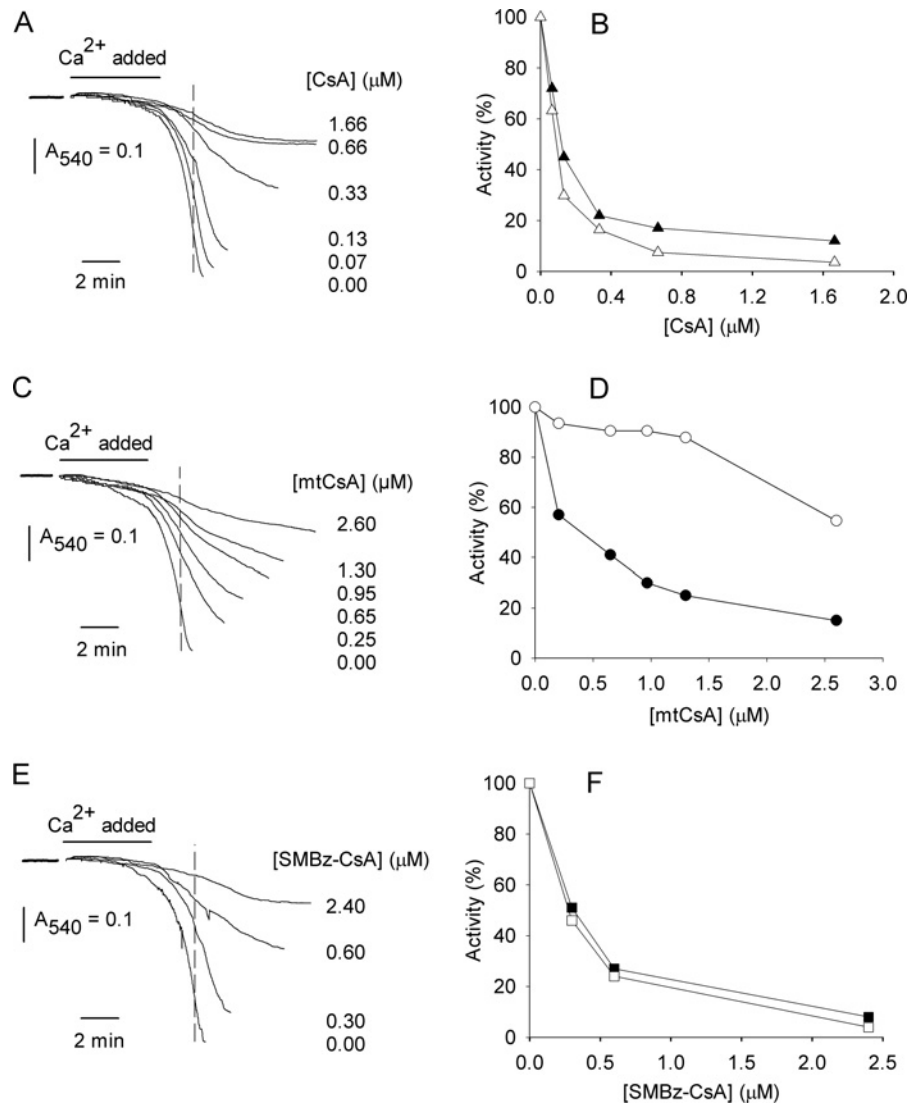 A
Ca2+ added
[CsA] (μM)
1.66
0.66
0.33
0.13
0.07
0.00
A540 = 0.1
2 min
B
Activity (%)
100
80
60
40
20
0
0.0 0.4 0.8 1.2 1.6 2.0
[CsA] (μM)
C
Ca2+ added
[mtCsA] (μM)
2.60
1.30
0.95
0.65
0.25
0.00
A540 = 0.1
2 min
D
Activity (%)
100
80
60
40
20
0
0.0 0.5 1.0 1.5 2.0 2.5 3.0
[mtCsA] (μM)
E
Ca2+ added
[SMBz-CsA] (μM)
2.40
0.60
0.30
0.00
A540 = 0.1
2 min
F
Activity (%)
100
80
60
40
20
0
0.0 0.5 1.0 1.5 2.0 2.5
[SMBz-CsA] (μM)